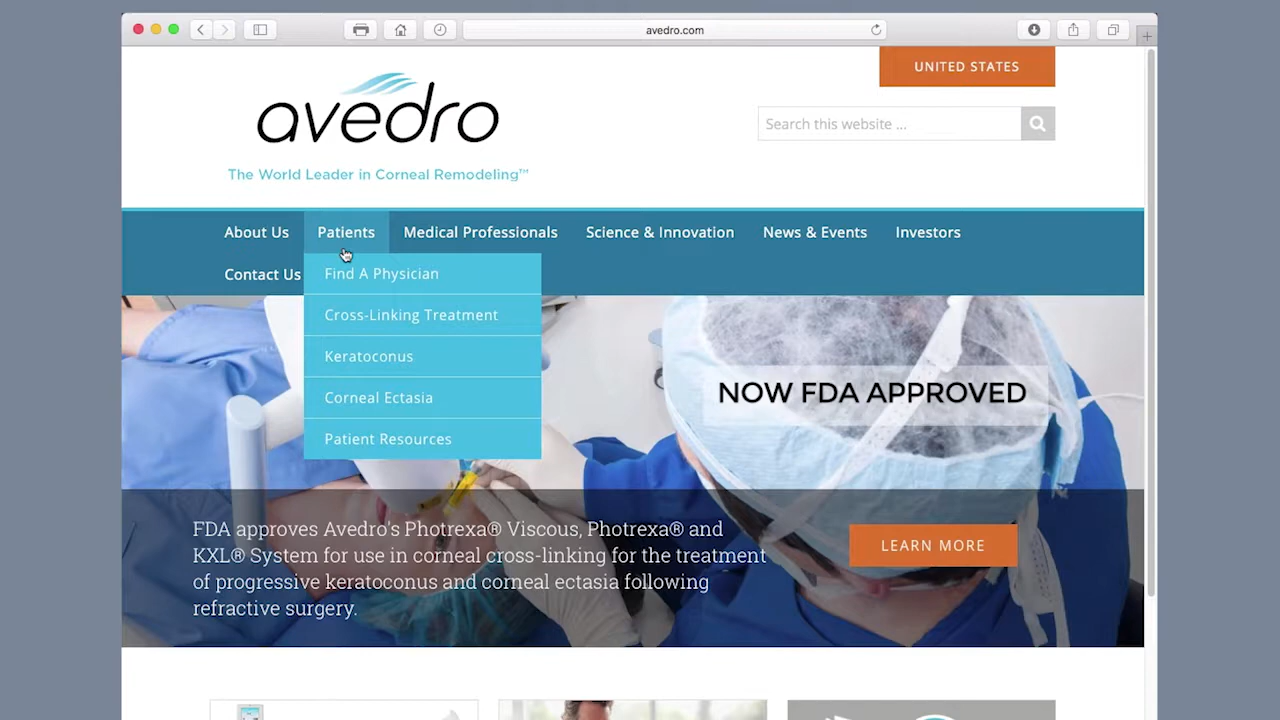 avedro.com
UNITED STATES
avedro
Search this website ...
The World Leader in Corneal Remodeling™
About Us
Patients
Medical Professionals
Science & Innovation
News & Events
Investors
Contact Us
Find A Physician
Cross-Linking Treatment
Keratoconus
Corneal Ectasia
Patient Resources
NOW FDA APPROVED
FDA approves Avedro's Photrexa® Viscous, Photrexa® and
KXL® System for use in corneal cross-linking for the treatment
of progressive keratoconus and corneal ectasia following
refractive surgery.
LEARN MORE